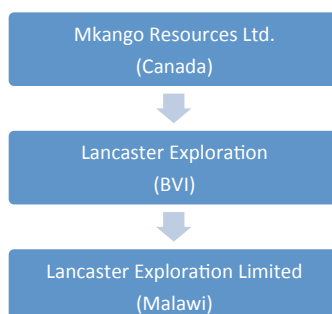 Mkango Resources Ltd.
(Canada)
Lancaster Exploration
(BVI)
Lancaster Exploration Limited
(Malawi)